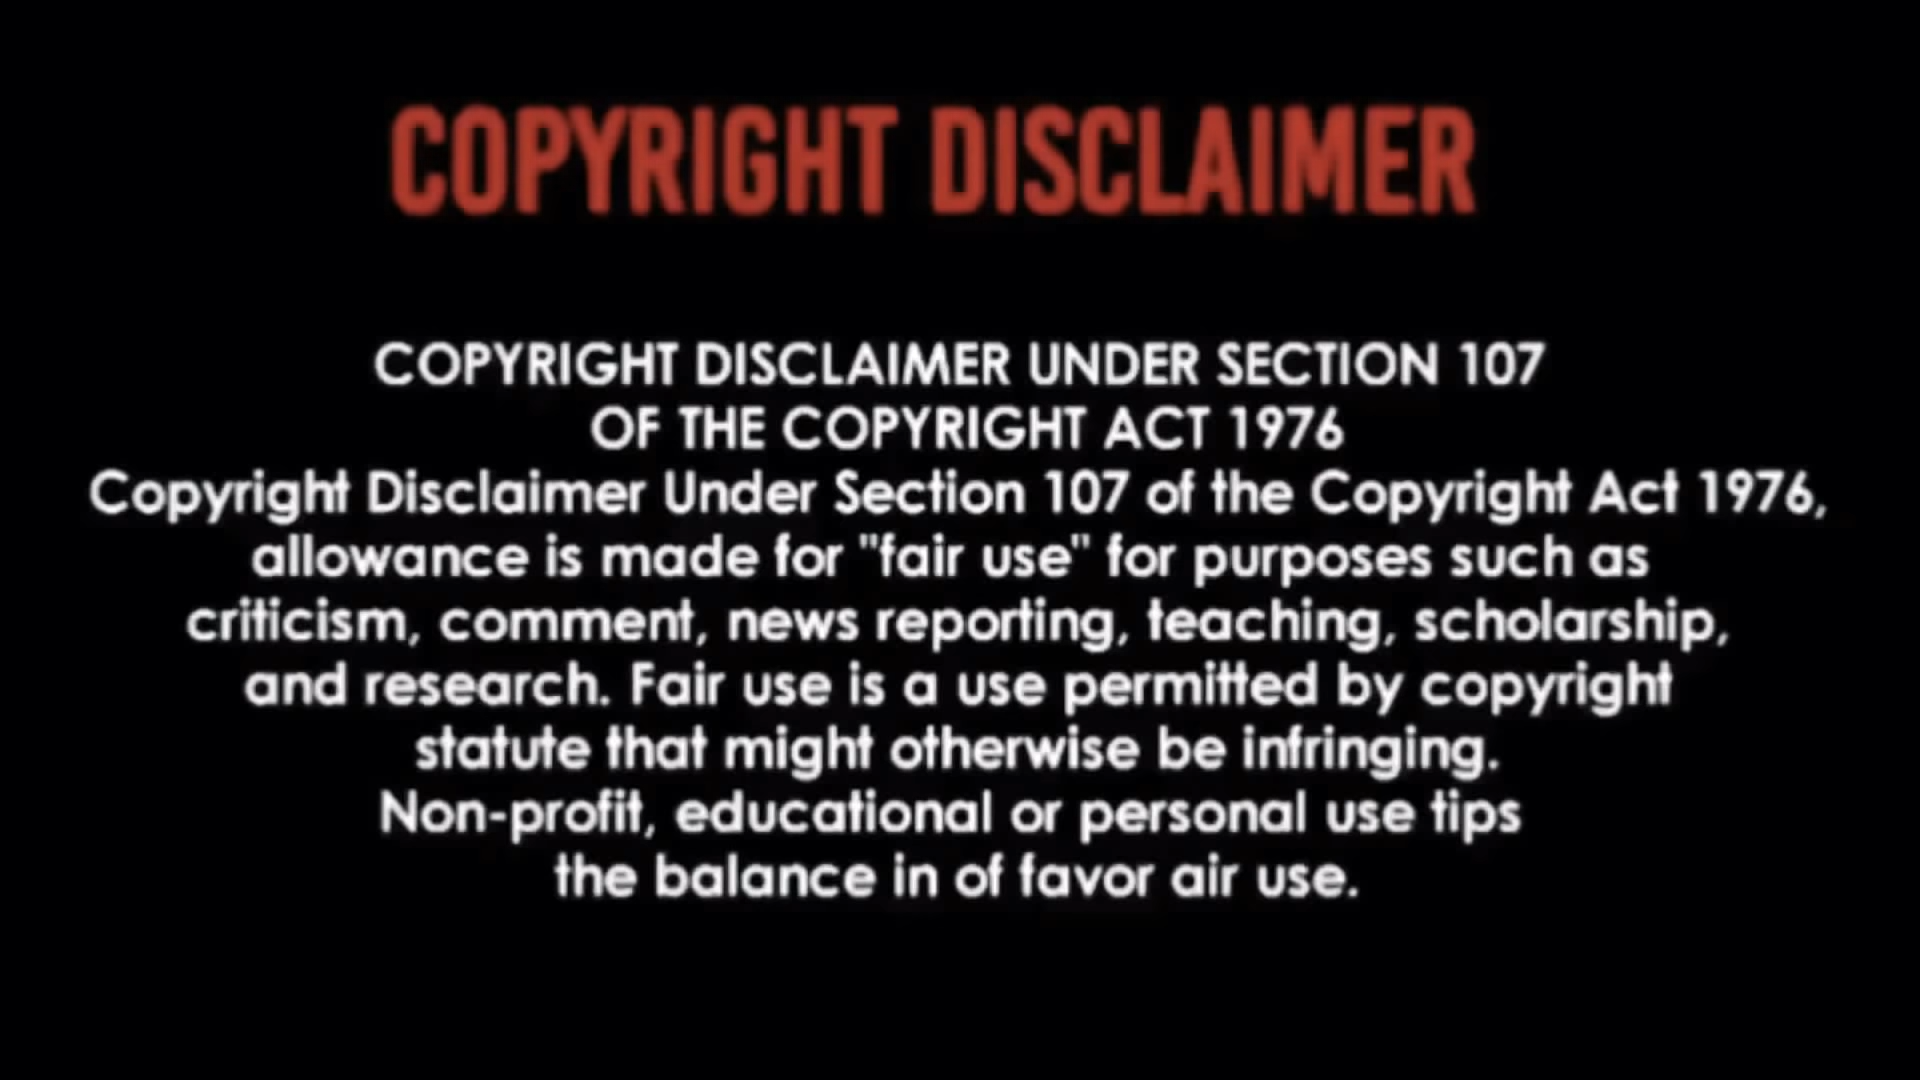 COPYRIGHT DISCLAIMER
COPYRIGHT DISCLAIMER UNDER SECTION 107
OF THE COPYRIGHT ACT 1976
Copyright Disclaimer Under Section 107 of the Copyright Act 1976,
allowance is made for "fair use" for purposes such as
criticism, comment, news reporting, teaching, scholarship,
and research. Fair use is a use permitted by copyright
statute that might otherwise be infringing.
Non-profit, educational or personal use tips
the balance in of favor air use.